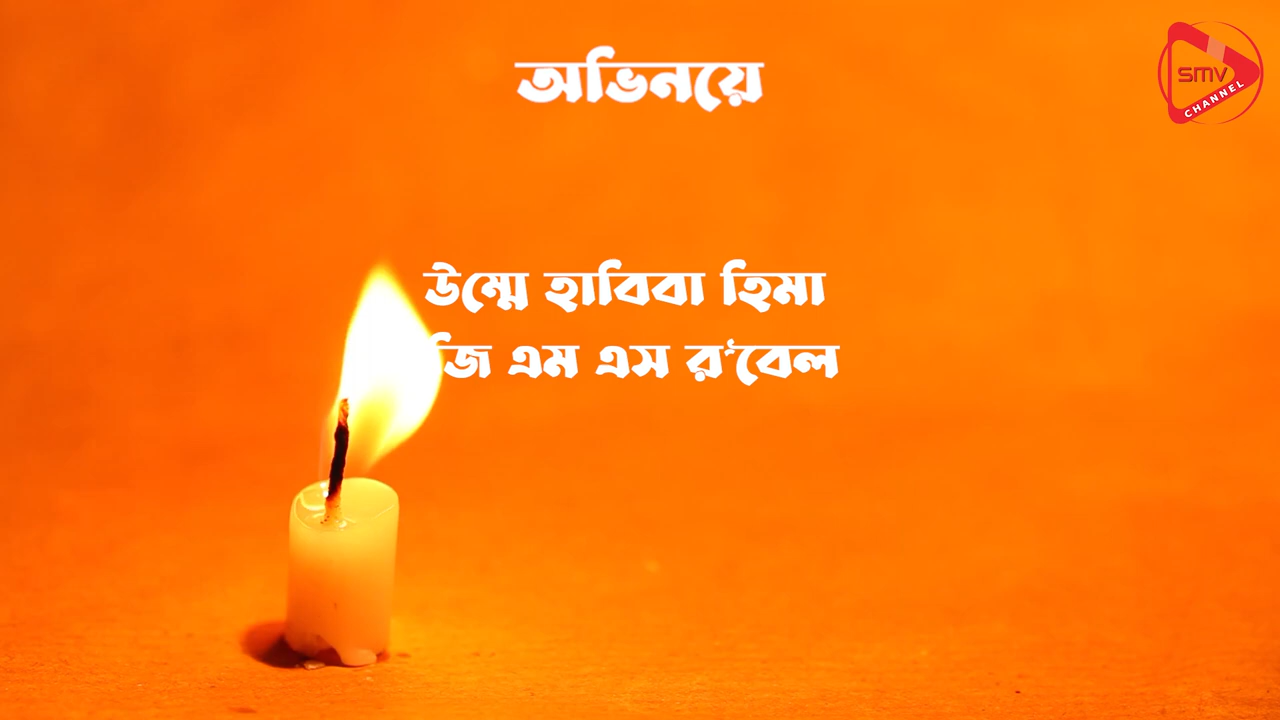 অভিনয়ে
SMV
CHANNEL
উম্মে হাবিবা হিমা
জি এম এস র‍‍‍'বেল